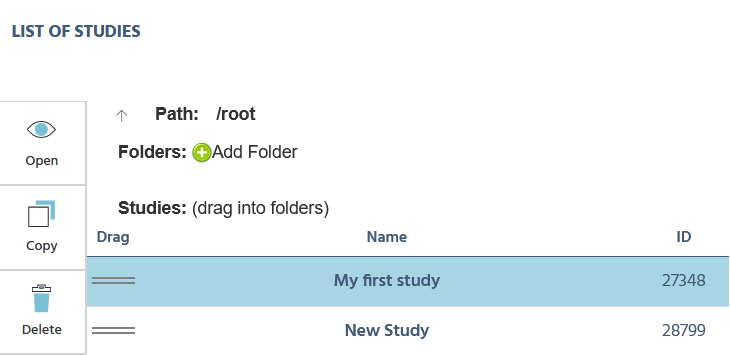 LIST OF STUDIES
↑ Path: /root
Open
Folders: Add Folder
Copy
Studies: (drag into folders)
Drag Name ID
My first study 27348
Delete
New Study 28799